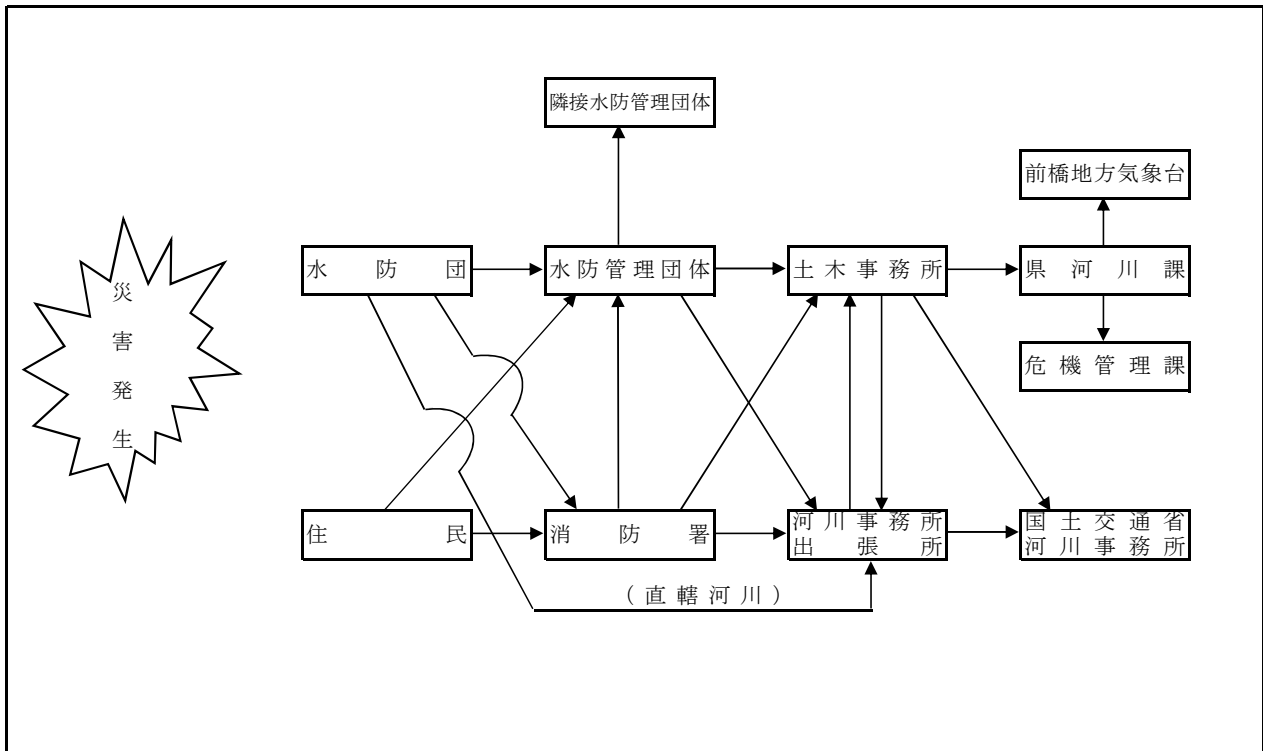 隣接水防管理団体
前橋地方気象台
水防団
水防管理団体
土木事務所
県河川課
災害発生
危機管理課
住民
消防署
河川事務所
出張所
国土交通省
河川事務所
(直轄河川)